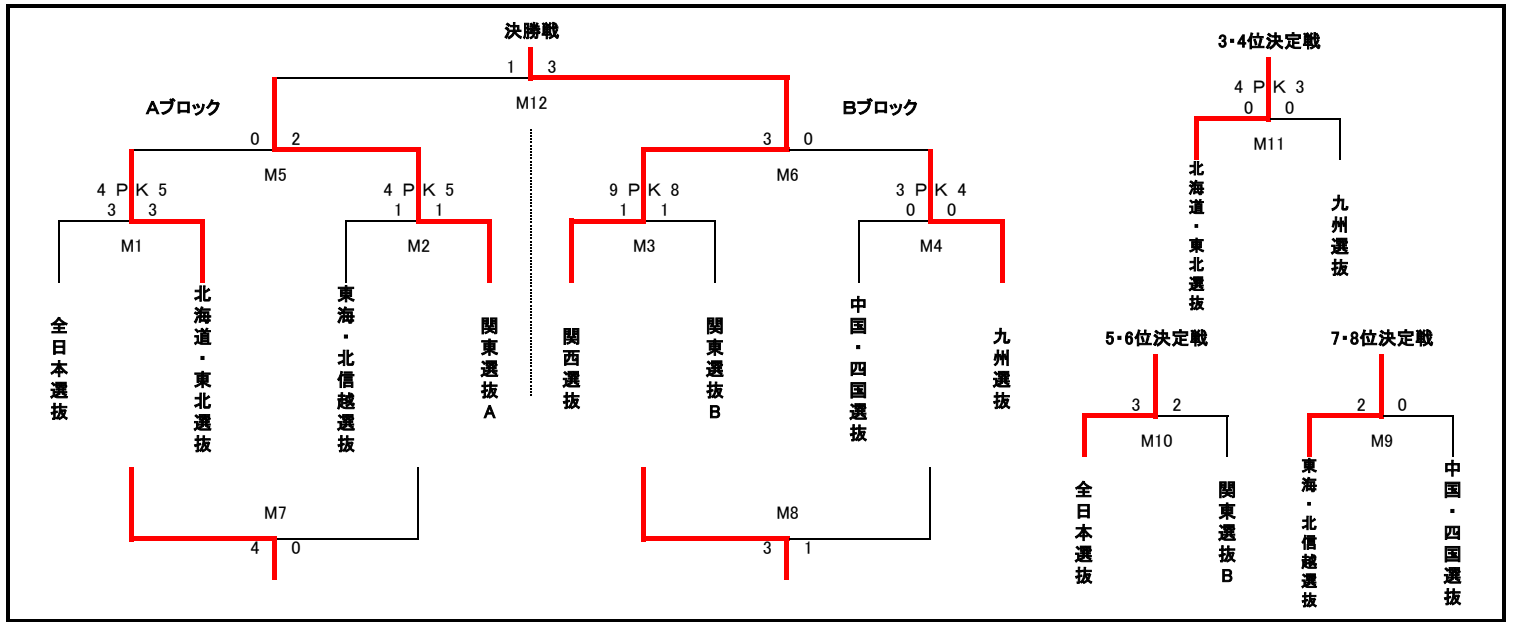 決勝戦
1 3
M12
Aブロック
Bブロック
0 2
M5
3 0
M6
4 PK 5
3 3
M1
4 PK 5
1 1
M2
9 PK 8
1 1
M3
3 PK 4
0 0
M4
全日本選抜
北海道・東北選抜
東海・北信越選抜
関東選抜A
関西選抜
関東選抜B
中国・四国選抜
九州選抜
M7
4 0
M8
3 1
3・4位決定戦
4 PK 3
0 0
M11
北海道・東北選抜
九州選抜
5・6位決定戦
3 2
M10
全日本選抜
関東選抜B
7・8位決定戦
2 0
M9
東海・北信越選抜
中国・四国選抜